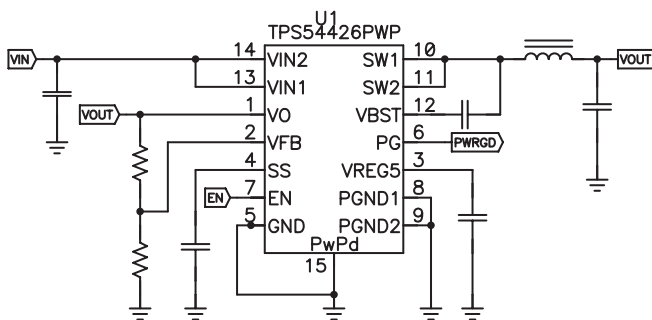 U1
TPS54426PWP
VIN
14 VIN2 SW1 10
VOUT
13 VIN1 SW2 11
VOUT
1 VO VBST 12
2 VFB PG 6
PWRGD
4 SS VREG5 3
EN
7 EN PGND1 8
5 GND PGND2 9
PwPd
15